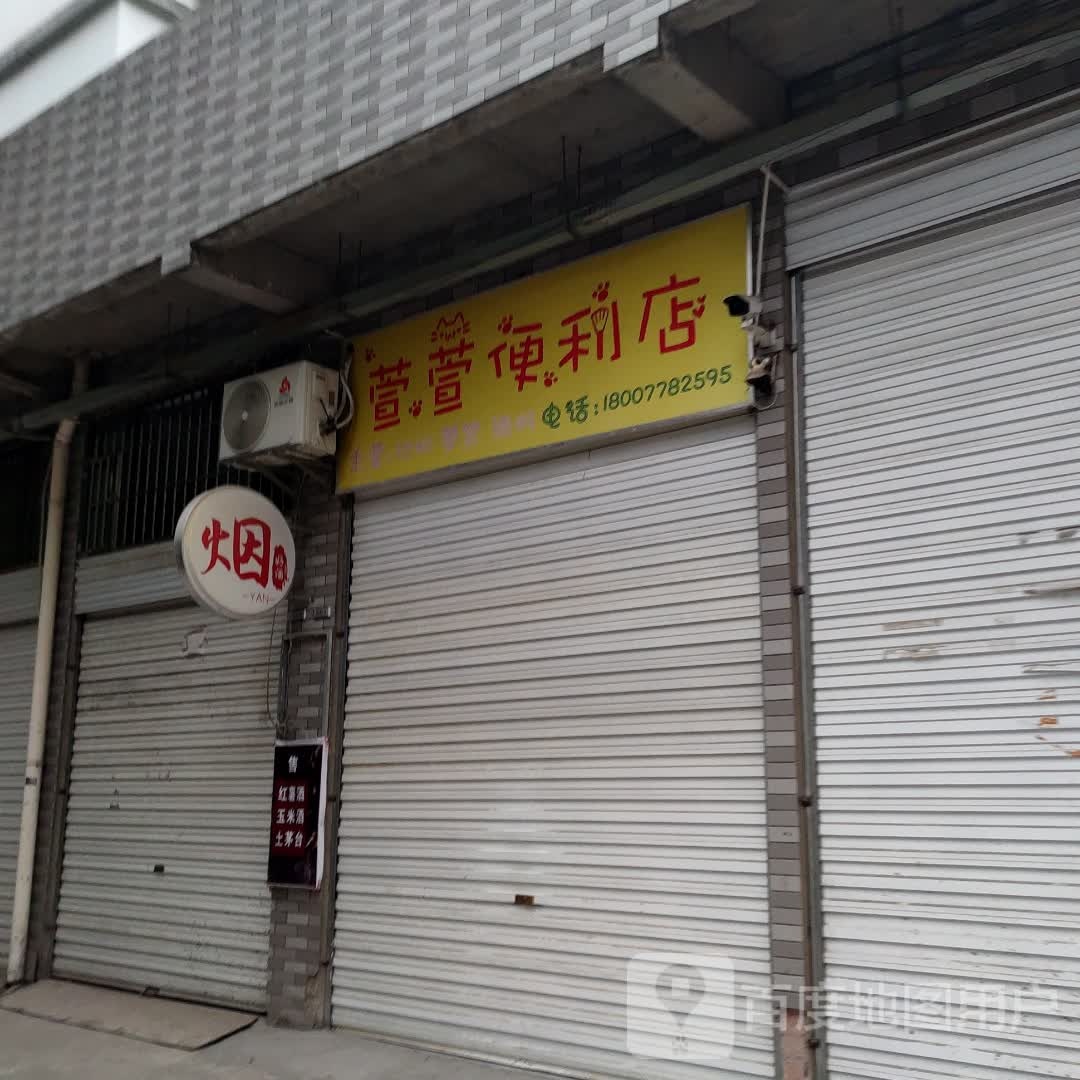 萱萱便利店
电话:18007782595
烟
-YAN-
售
红薯酒
玉米酒
土茅台
百度地图用户